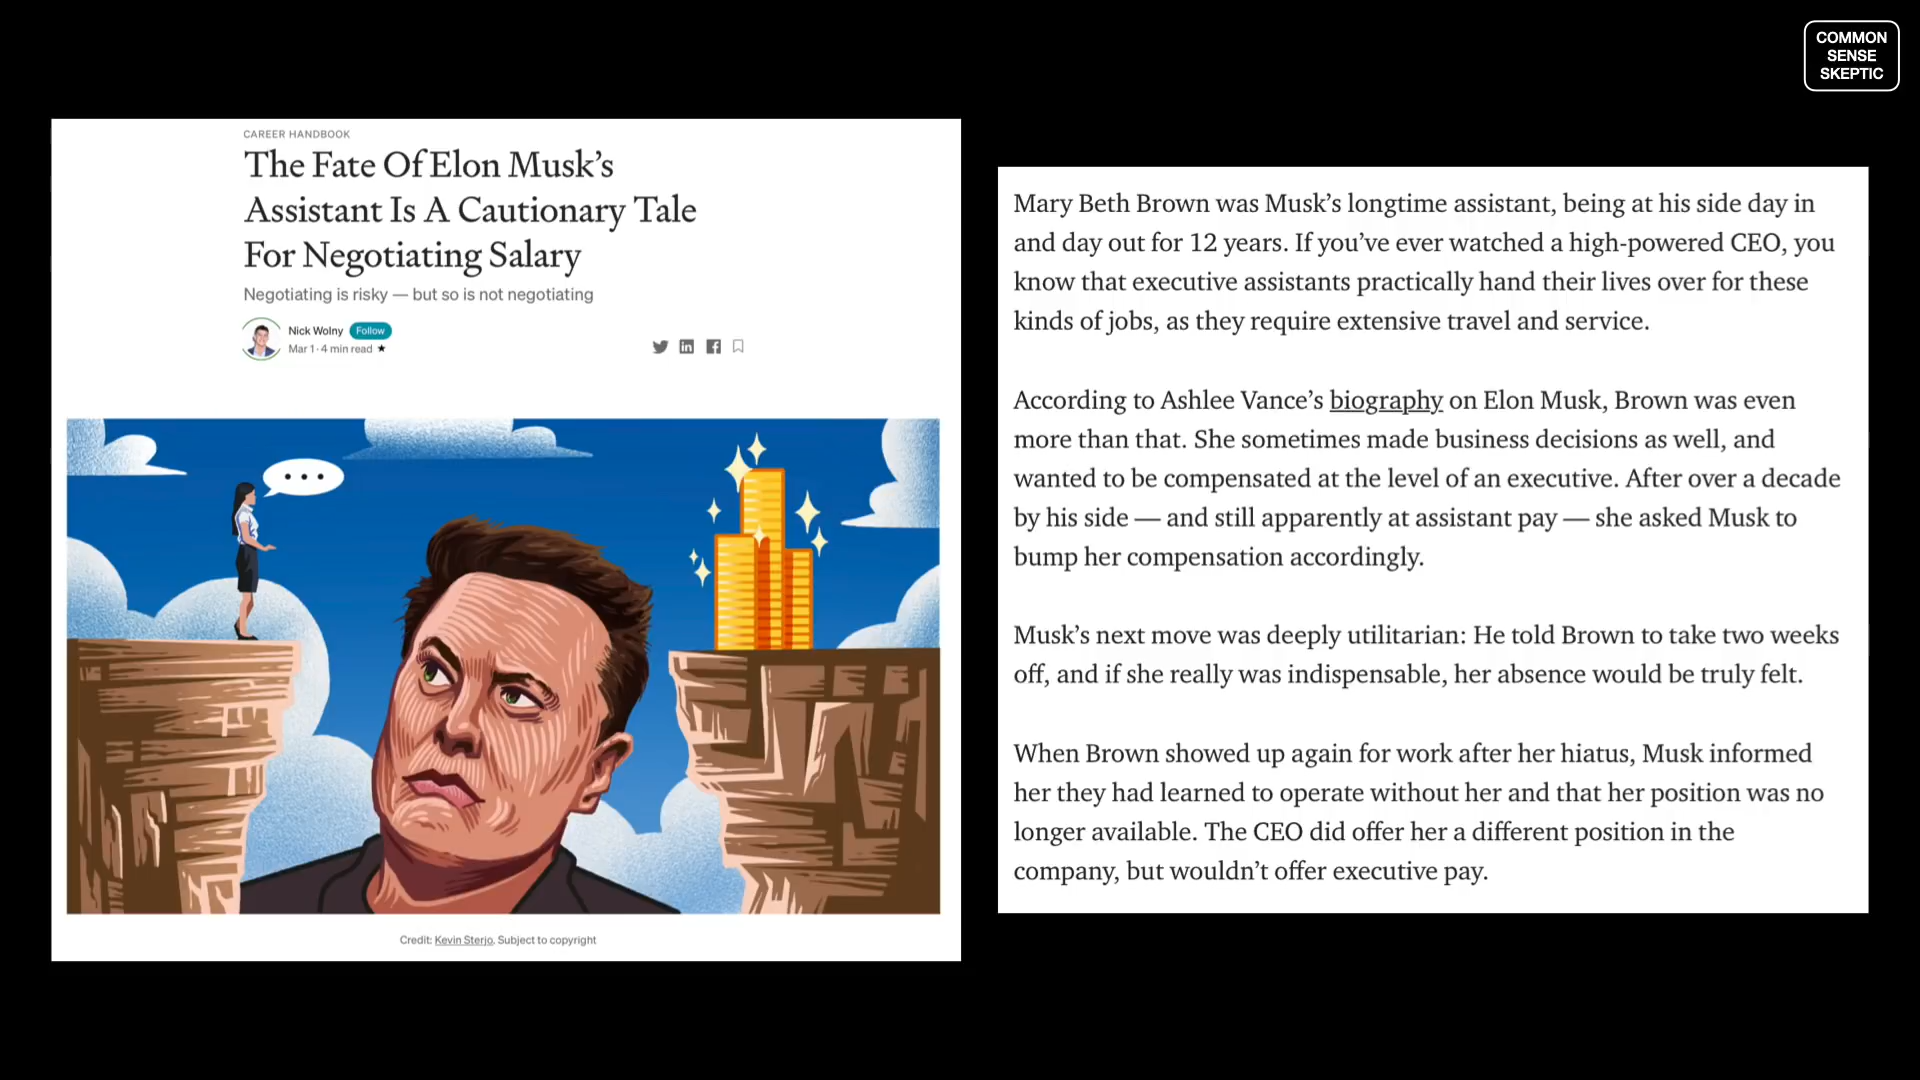 COMMON
SENSE
SKEPTIC
CAREER HANDBOOK
The Fate Of Elon Musk’s
Assistant Is A Cautionary Tale
For Negotiating Salary
Negotiating is risky — but so is not negotiating
Nick Wolny Follow
Mar 1 · 4 min read ★
Credit: Kevin Sterjo. Subject to copyright
Mary Beth Brown was Musk’s longtime assistant, being at his side day in
and day out for 12 years. If you’ve ever watched a high-powered CEO, you
know that executive assistants practically hand their lives over for these
kinds of jobs, as they require extensive travel and service.
According to Ashlee Vance’s biography on Elon Musk, Brown was even
more than that. She sometimes made business decisions as well, and
wanted to be compensated at the level of an executive. After over a decade
by his side — and still apparently at assistant pay — she asked Musk to
bump her compensation accordingly.
Musk’s next move was deeply utilitarian: He told Brown to take two weeks
off, and if she really was indispensable, her absence would be truly felt.
When Brown showed up again for work after her hiatus, Musk informed
her they had learned to operate without her and that her position was no
longer available. The CEO did offer her a different position in the
company, but wouldn’t offer executive pay.